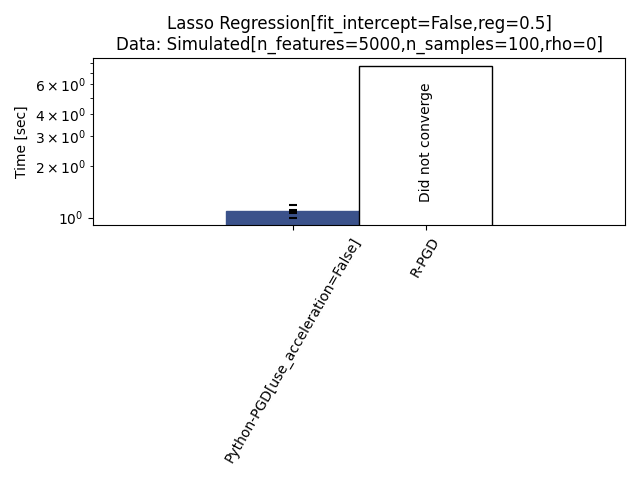 Lasso Regression[fit_intercept=False,reg=0.5]
Data: Simulated[n_features=5000,n_samples=100,rho=0]
Time [sec]
6 × 10⁰
4 × 10⁰
3 × 10⁰
2 × 10⁰
10⁰
Did not converge
Python-PGD[use_acceleration=False]
R-PGD